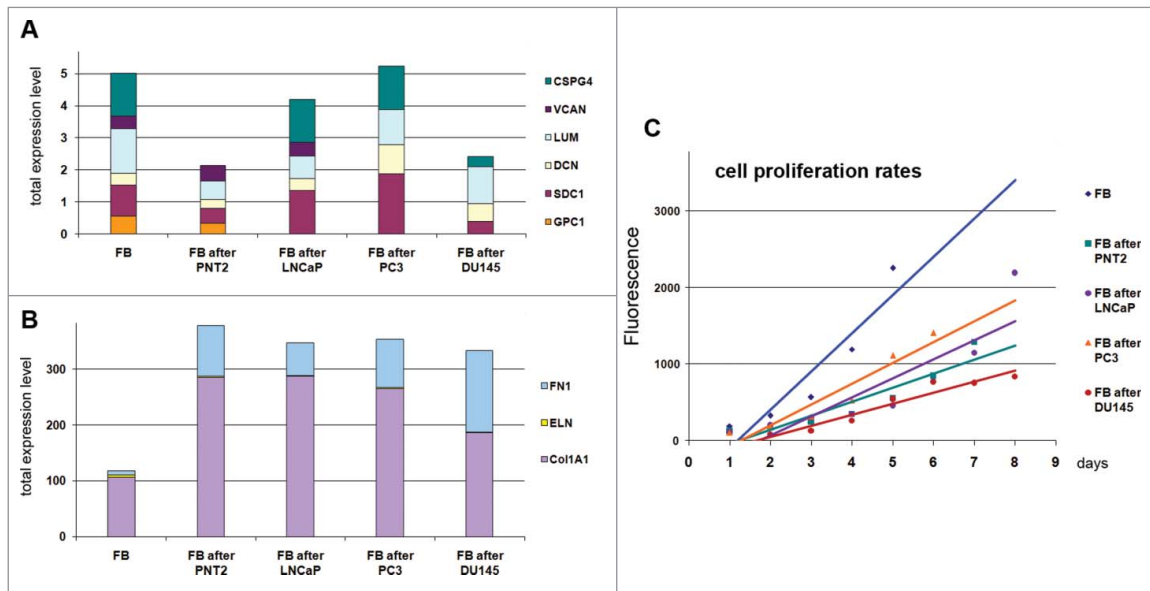 A
total expression level
5
4
3
2
1
0
FB
FB after
PNT2
FB after
LNCaP
FB after
PC3
FB after
DU145
CSPG4
VCAN
LUM
DCN
SDC1
GPC1
B
total expression level
300
200
100
0
FB
FB after
PNT2
FB after
LNCaP
FB after
PC3
FB after
DU145
FN1
ELN
Col1A1
C
cell proliferation rates
Fluorescence
3000
2000
1000
0
0 1 2 3 4 5 6 7 8 9 days
FB
FB after
PNT2
FB after
LNCaP
FB after
PC3
FB after
DU145